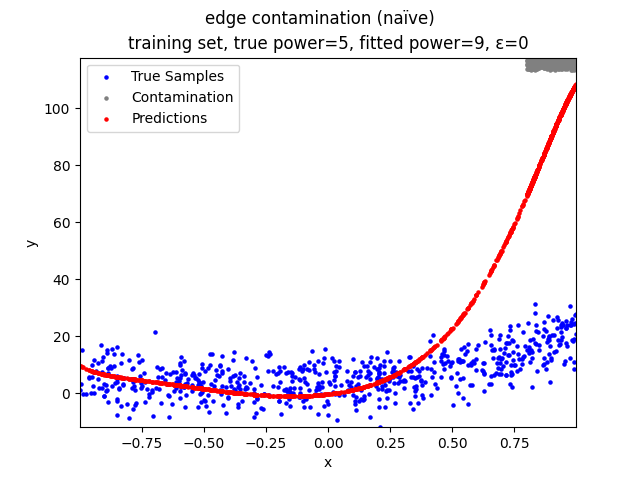 edge contamination (naïve)
training set, true power=5, fitted power=9, ε=0
True Samples
Contamination
Predictions
100
80
60
40
20
0
y
−0.75
−0.50
−0.25
0.00
0.25
0.50
0.75
x